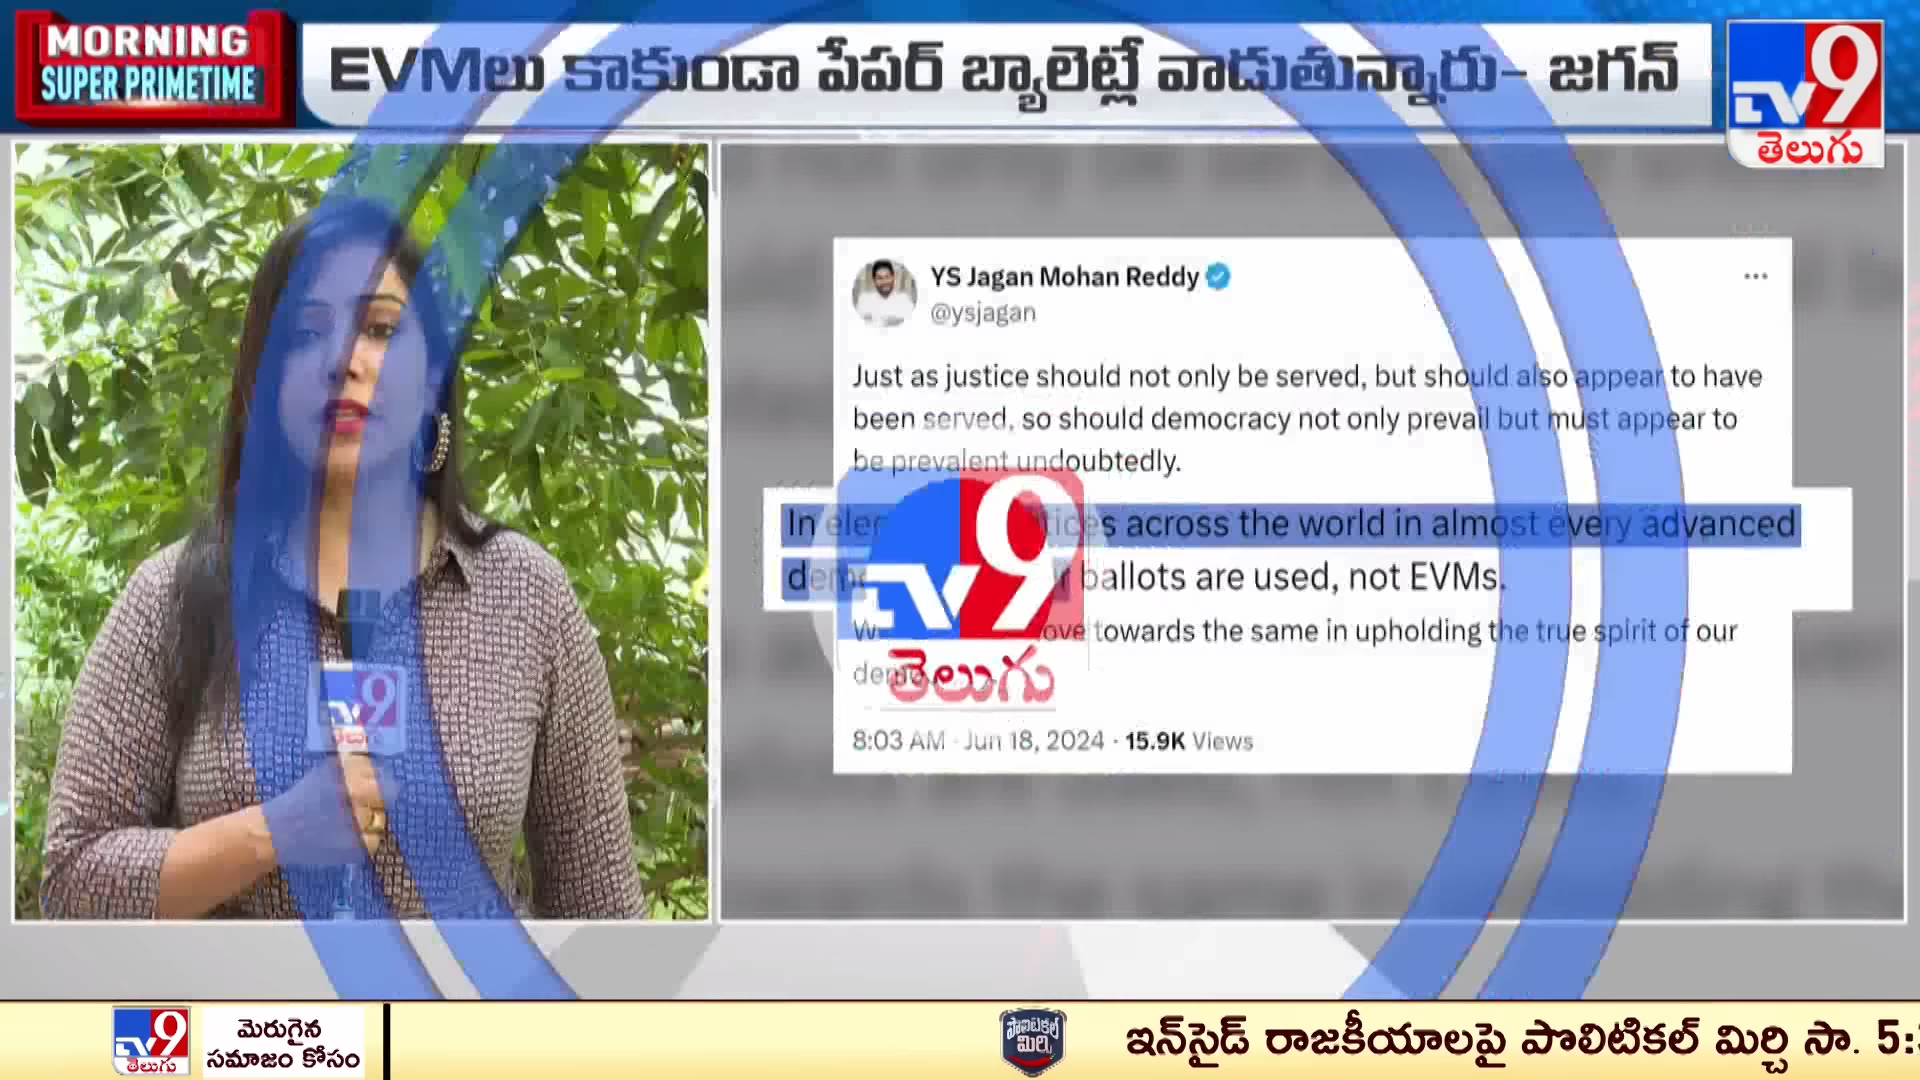 MORNING
SUPER PRIMETIME
EVMలు కాకుండా పేపర్ బ్యాలెట్లే వాడుతున్నారు- జగన్
TV9
తెలుగు
YS Jagan Mohan Reddy
@ysjagan
Just as justice should not only be served, but should also appear to have
been served, so should democracy not only prevail but must appear to
be prevalent undoubtedly.
In across the world in almost every advanced
ballots are used, not EVMs.
towards the same in upholding the true spirit of our
TV9
తెలుగు
8:03 AM · Jun 18, 2024 · 15.9K Views
TV9
TV9
తెలుగు
మెరుగైన
సమాజం కోసం
పొలిటికల్
మిర్చి
ఇన్‌సైడ్ రాజకీయాలపై పొలిటికల్ మిర్చి సా. 5: